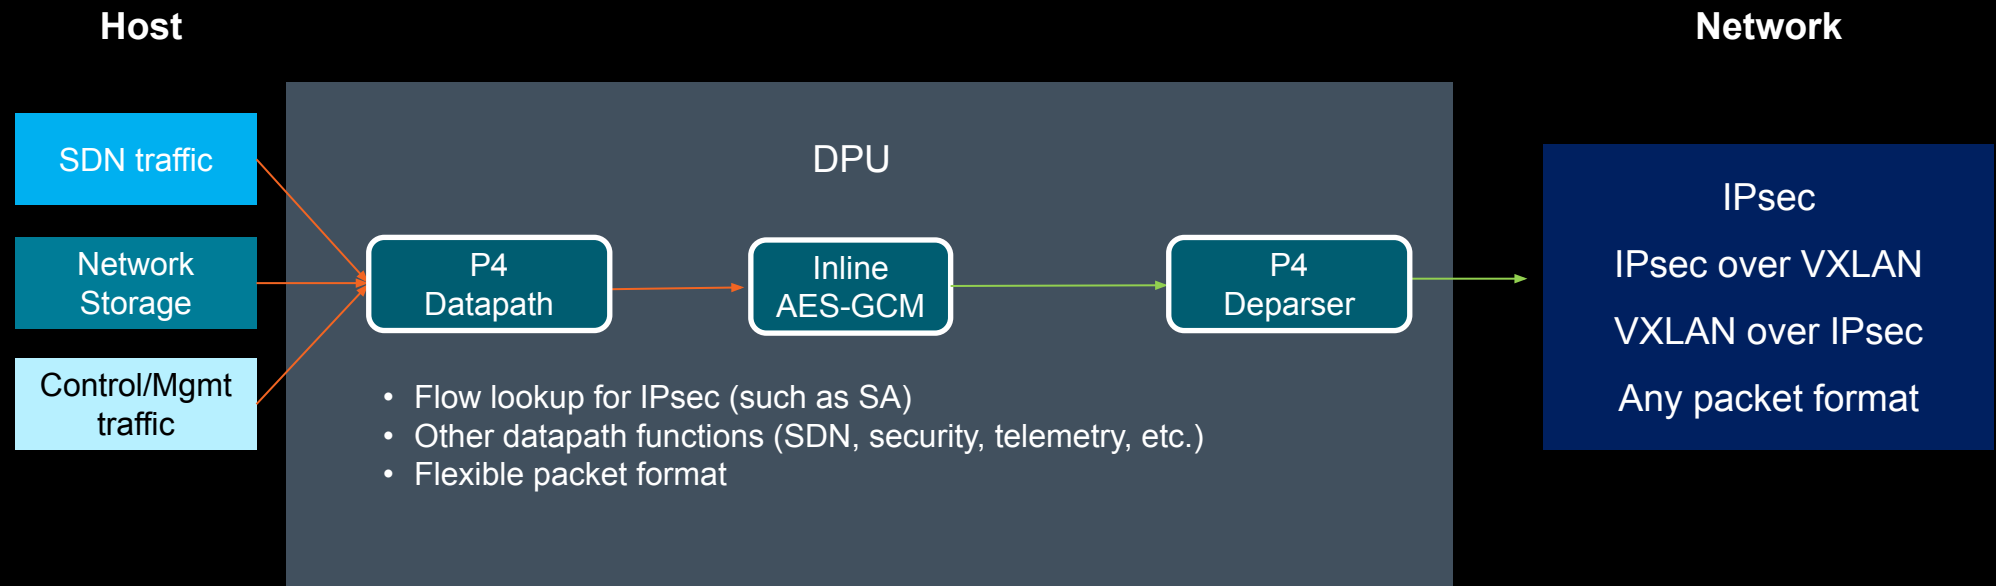 Host
Network
SDN traffic
Network
Storage
Control/Mgmt
traffic
DPU
P4
Datapath
Inline
AES-GCM
P4
Deparser
• Flow lookup for IPsec (such as SA)
• Other datapath functions (SDN, security, telemetry, etc.)
• Flexible packet format
IPsec
IPsec over VXLAN
VXLAN over IPsec
Any packet format